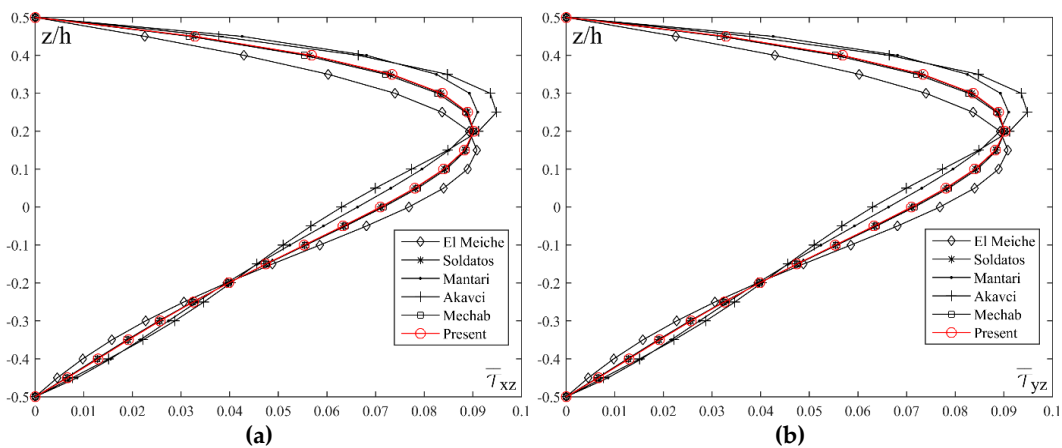 z/h
0.5
0.4
0.3
0.2
0.1
0
-0.1
-0.2
-0.3
-0.4
-0.5
El Meiche
Soldatos
Mantari
Akavci
Mechab
Present
τ̅xz
0 0.01 0.02 0.03 0.04 0.05 0.06 0.07 0.08 0.09 0.1
(a)
z/h
0.5
0.4
0.3
0.2
0.1
0
-0.1
-0.2
-0.3
-0.4
-0.5
El Meiche
Soldatos
Mantari
Akavci
Mechab
Present
τ̅yz
0 0.01 0.02 0.03 0.04 0.05 0.06 0.07 0.08 0.09 0.1
(b)